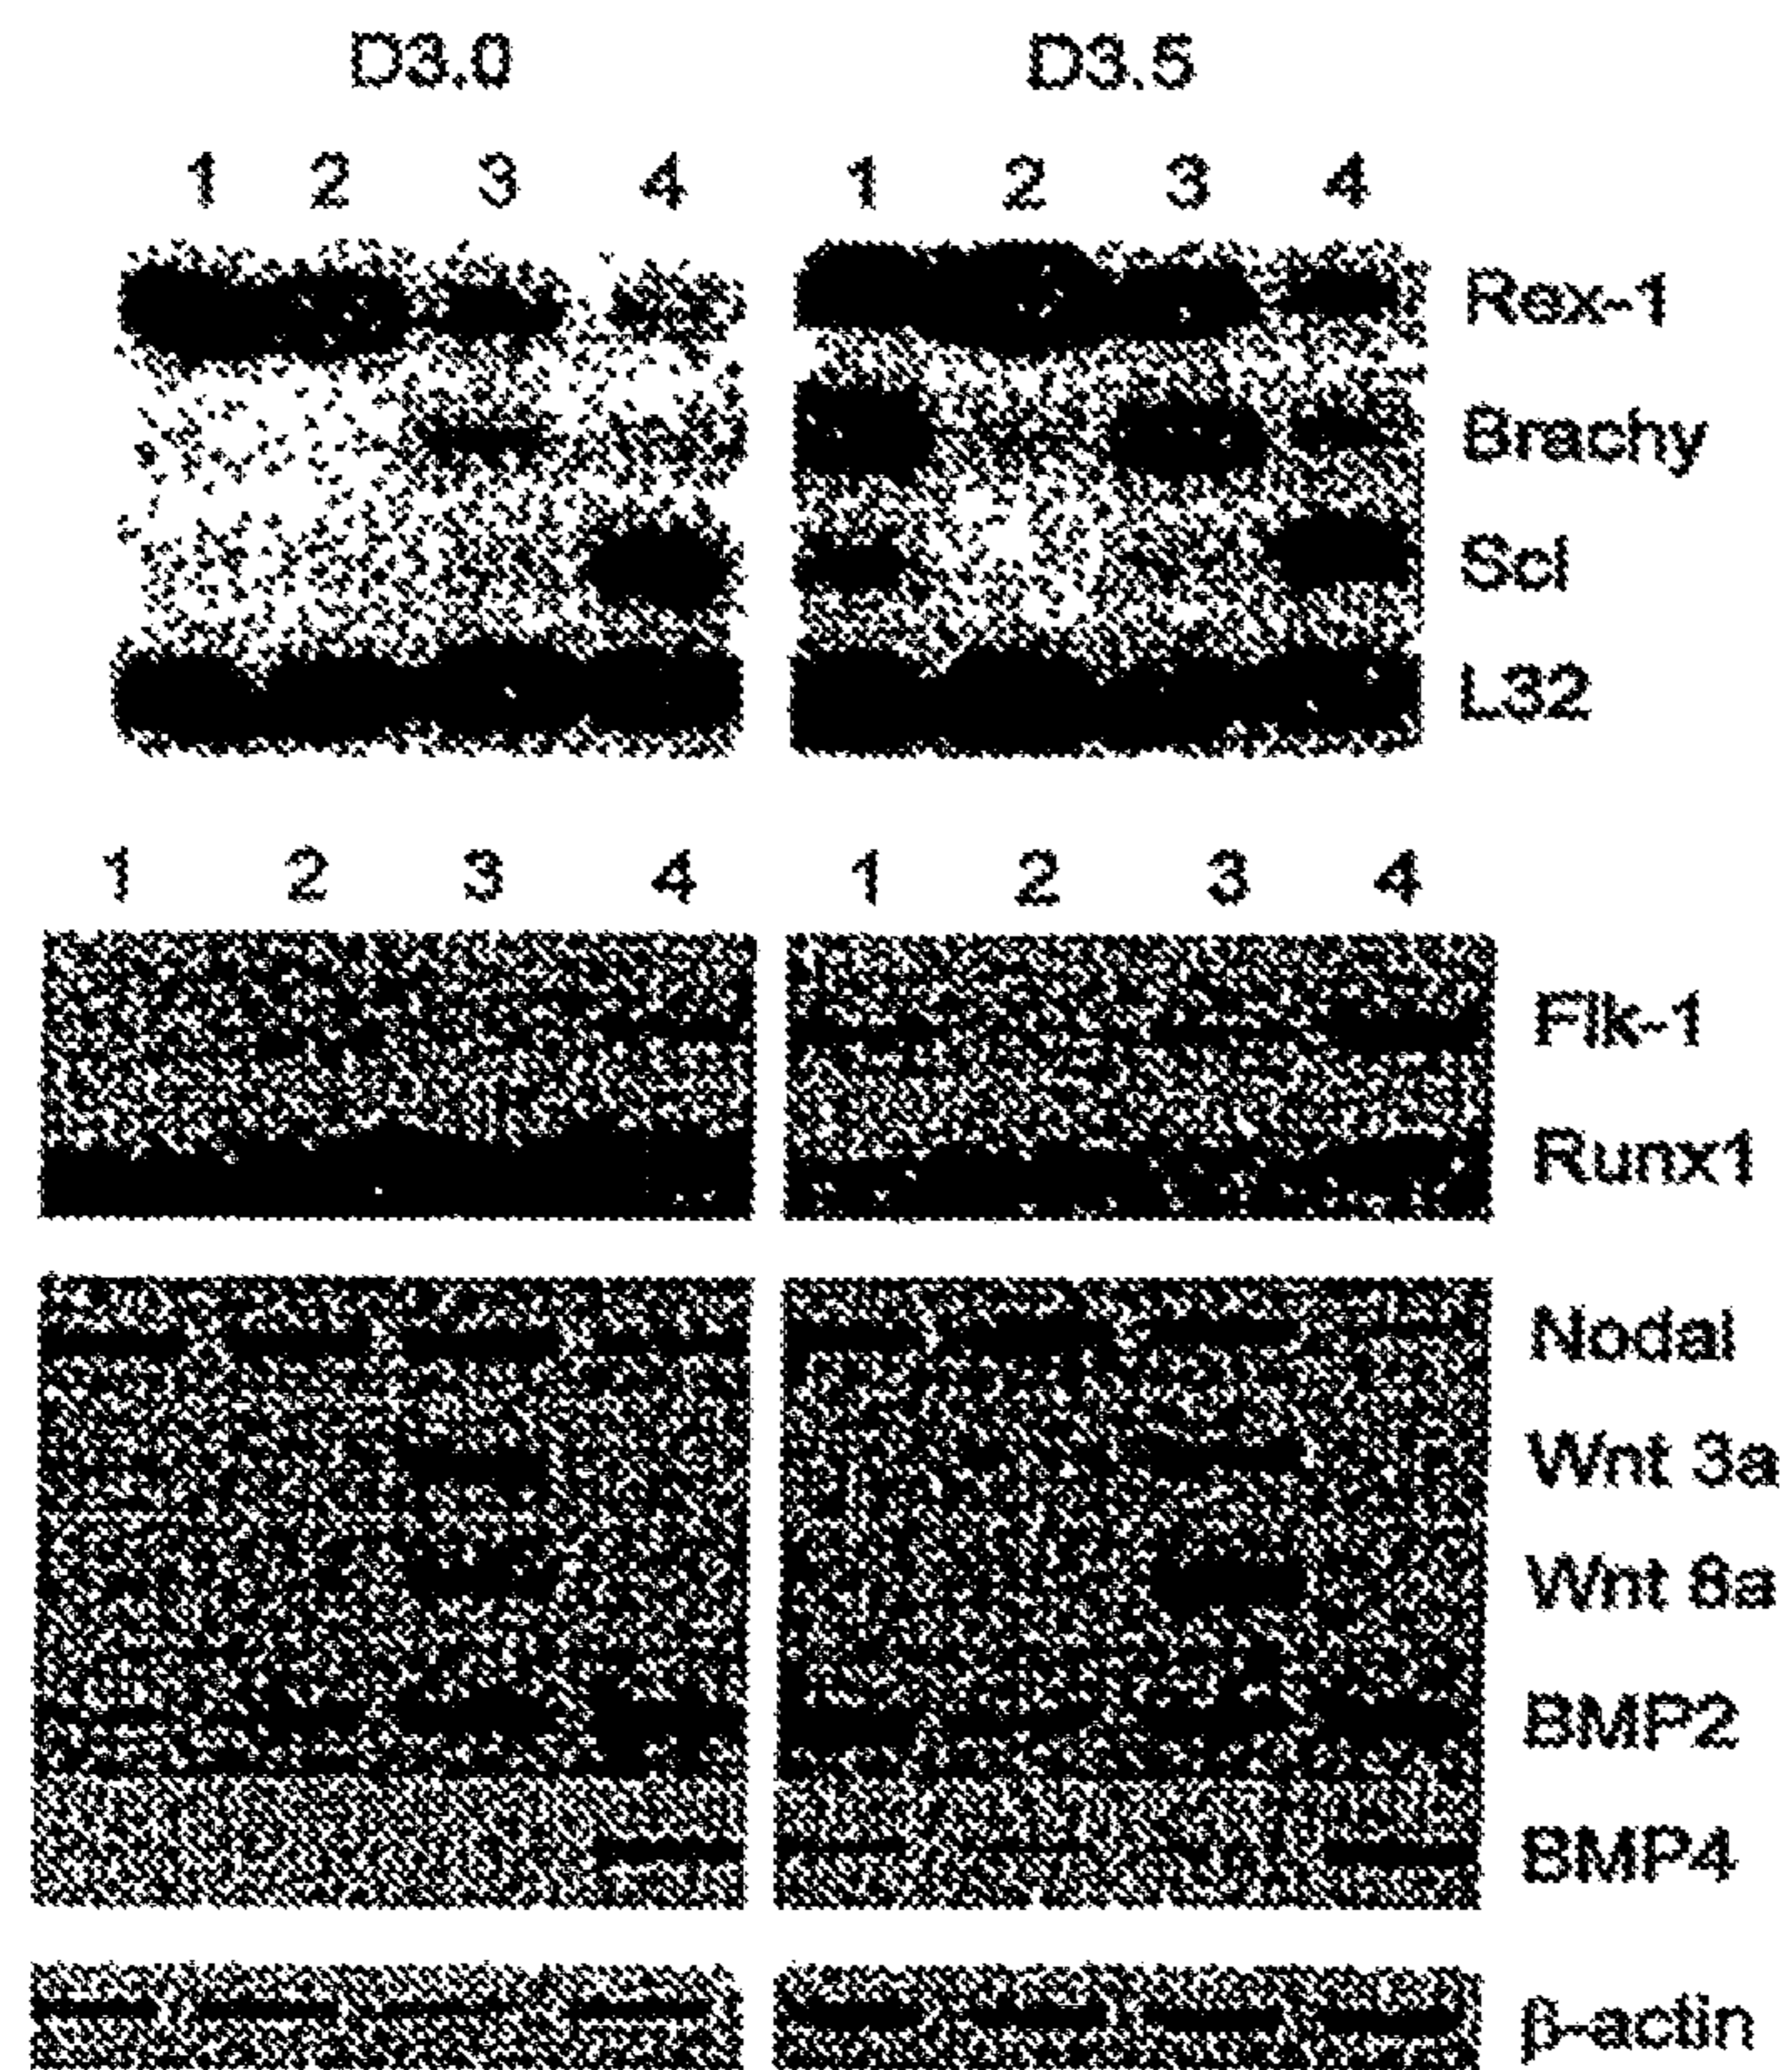 D3.0 D3.5
1 2 3 4 1 2 3 4
Rex-1
Brachy
Scl
L32
1 2 3 4 1 2 3 4
Flk-1
Runx1
Nodal
Wnt 3a
Wnt 8a
BMP2
BMP4
β-actin